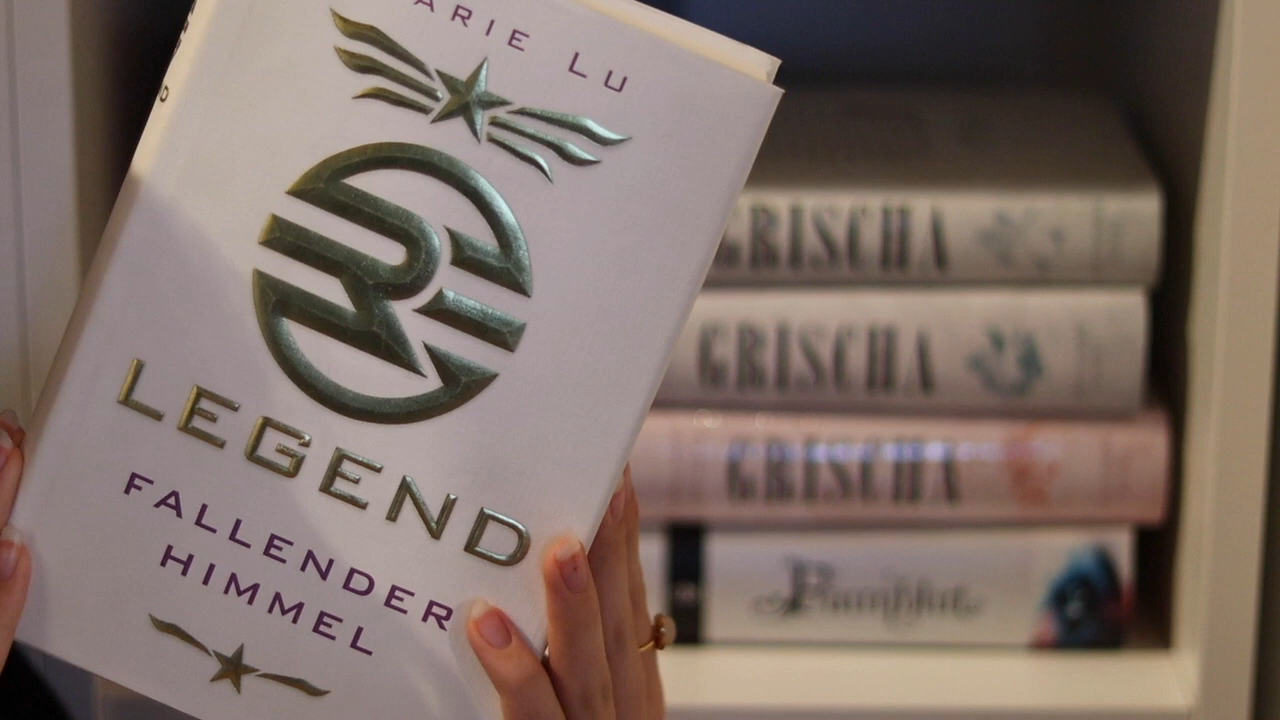 ARIE LU
LEGEND
FALLENDER
HIMMEL
GRISCHA
GRISCHA
GRISCHA